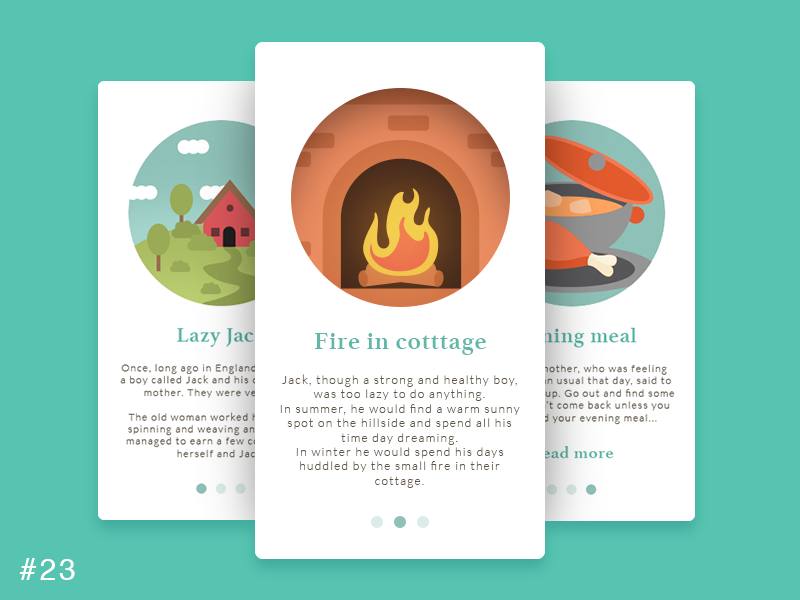 Lazy Jac
Once, long ago in England
a boy called Jack and his
mother. They were ve
The old woman worked h
spinning and weaving an
managed to earn a few co
herself and Jac
Fire in cotttage
Jack, though a strong and healthy boy,
was too lazy to do anything.
In summer, he would find a warm sunny
spot on the hillside and spend all his
time day dreaming.
In winter he would spend his days
huddled by the small fire in their
cottage.
ning meal
nother, who was feeling
an usual that day, said to
up. Go out and find some
't come back unless you
d your evening meal...
ead more
#23